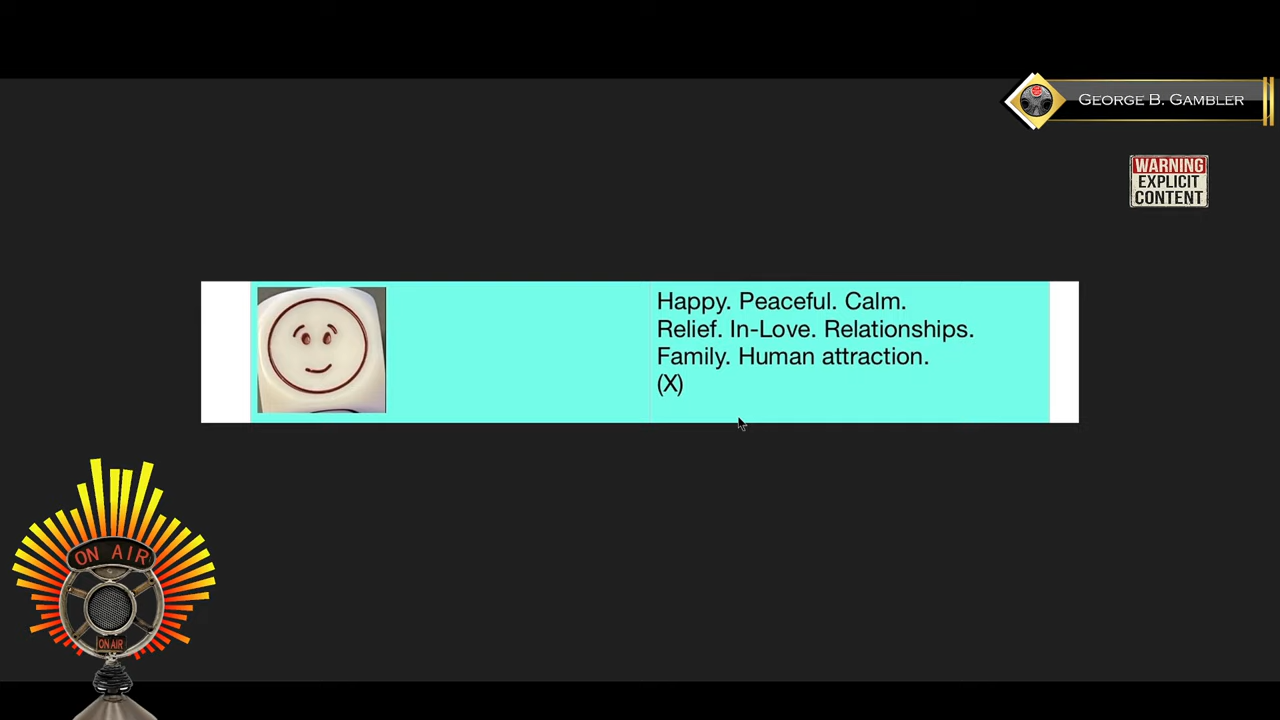 GEORGE B. GAMBLER
WARNING
EXPLICIT
CONTENT
Happy. Peaceful. Calm.
Relief. In-Love. Relationships.
Family. Human attraction.
(X)
ON AIR
ON AIR